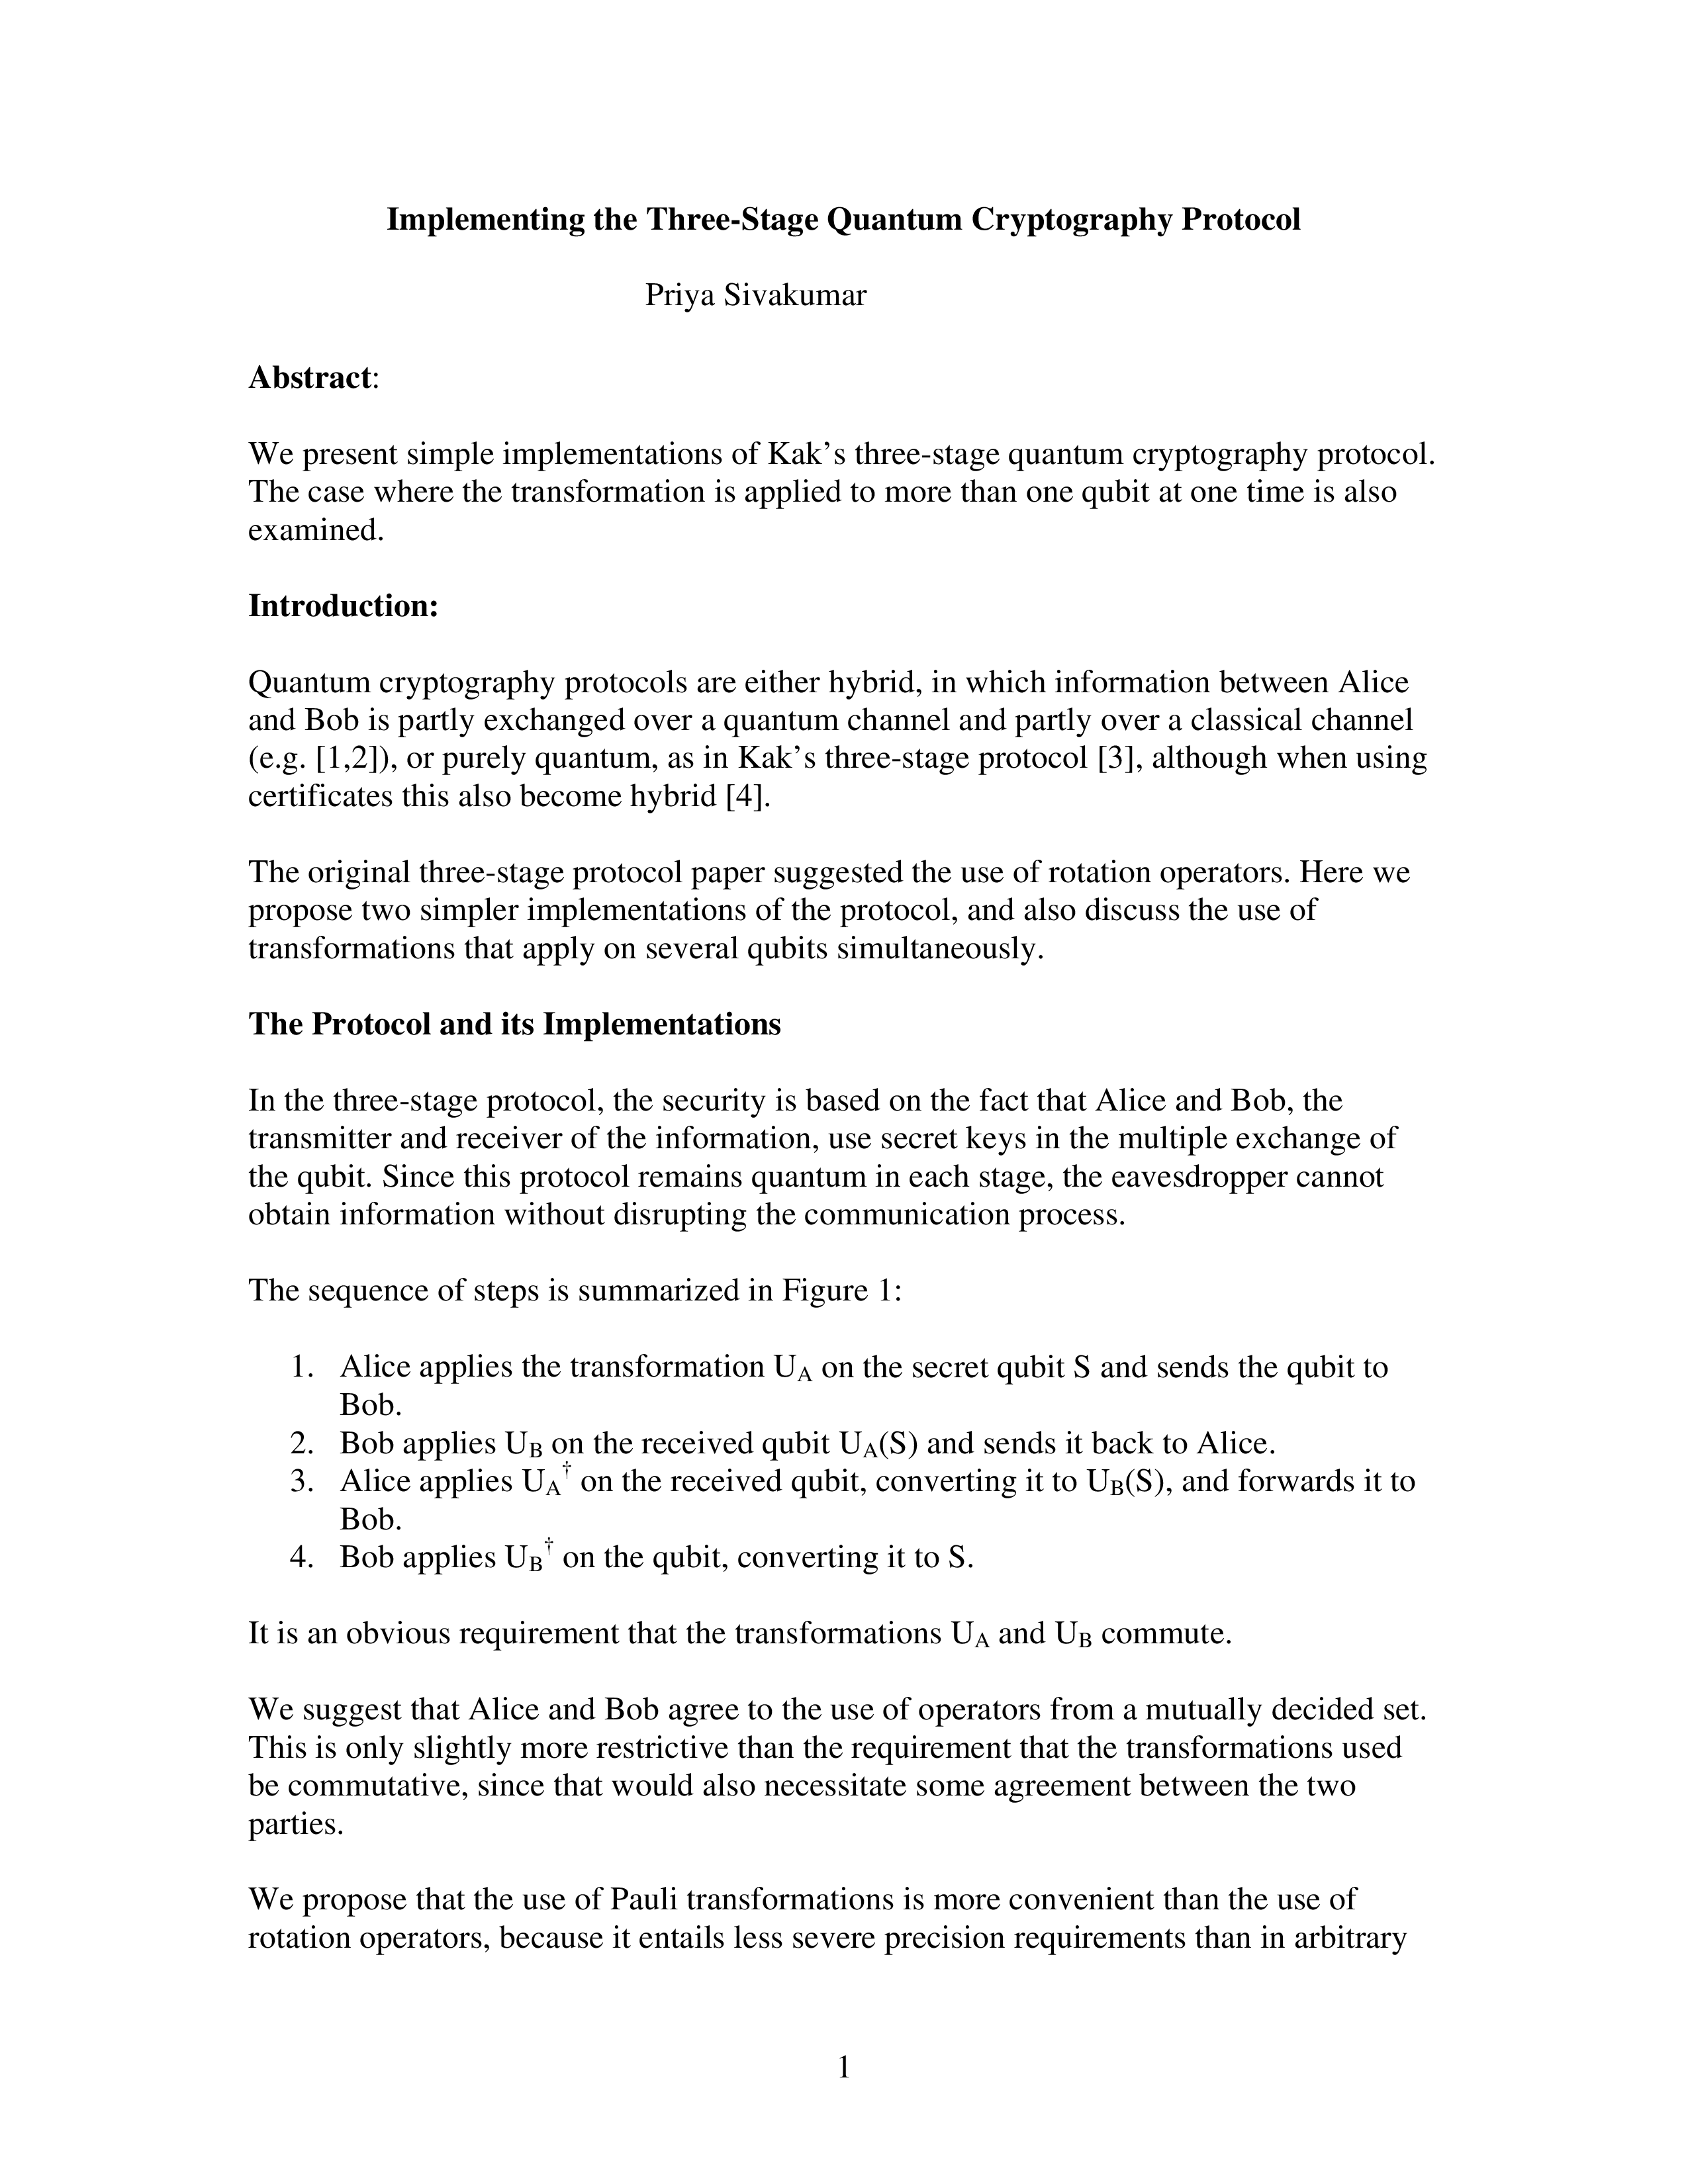 Implementing the Three-Stage Quantum Cryptography Protocol
Priya Sivakumar
Abstract:
We present simple implementations of Kak’s three-stage quantum cryptography protocol.
The case where the transformation is applied to more than one qubit at one time is also
examined.
Introduction:
Quantum cryptography protocols are either hybrid, in which information between Alice
and Bob is partly exchanged over a quantum channel and partly over a classical channel
(e.g. [1,2]), or purely quantum, as in Kak’s three-stage protocol [3], although when using
certificates this also become hybrid [4].
The original three-stage protocol paper suggested the use of rotation operators. Here we
propose two simpler implementations of the protocol, and also discuss the use of
transformations that apply on several qubits simultaneously.
The Protocol and its Implementations
In the three-stage protocol, the security is based on the fact that Alice and Bob, the
transmitter and receiver of the information, use secret keys in the multiple exchange of
the qubit. Since this protocol remains quantum in each stage, the eavesdropper cannot
obtain information without disrupting the communication process.
The sequence of steps is summarized in Figure 1:
1. Alice applies the transformation U_A on the secret qubit S and sends the qubit to
Bob.
2. Bob applies U_B on the received qubit U_A(S) and sends it back to Alice.
3. Alice applies U_A† on the received qubit, converting it to U_B(S), and forwards it to
Bob.
4. Bob applies U_B† on the qubit, converting it to S.
It is an obvious requirement that the transformations U_A and U_B commute.
We suggest that Alice and Bob agree to the use of operators from a mutually decided set.
This is only slightly more restrictive than the requirement that the transformations used
be commutative, since that would also necessitate some agreement between the two
parties.
We propose that the use of Pauli transformations is more convenient than the use of
rotation operators, because it entails less severe precision requirements than in arbitrary
1